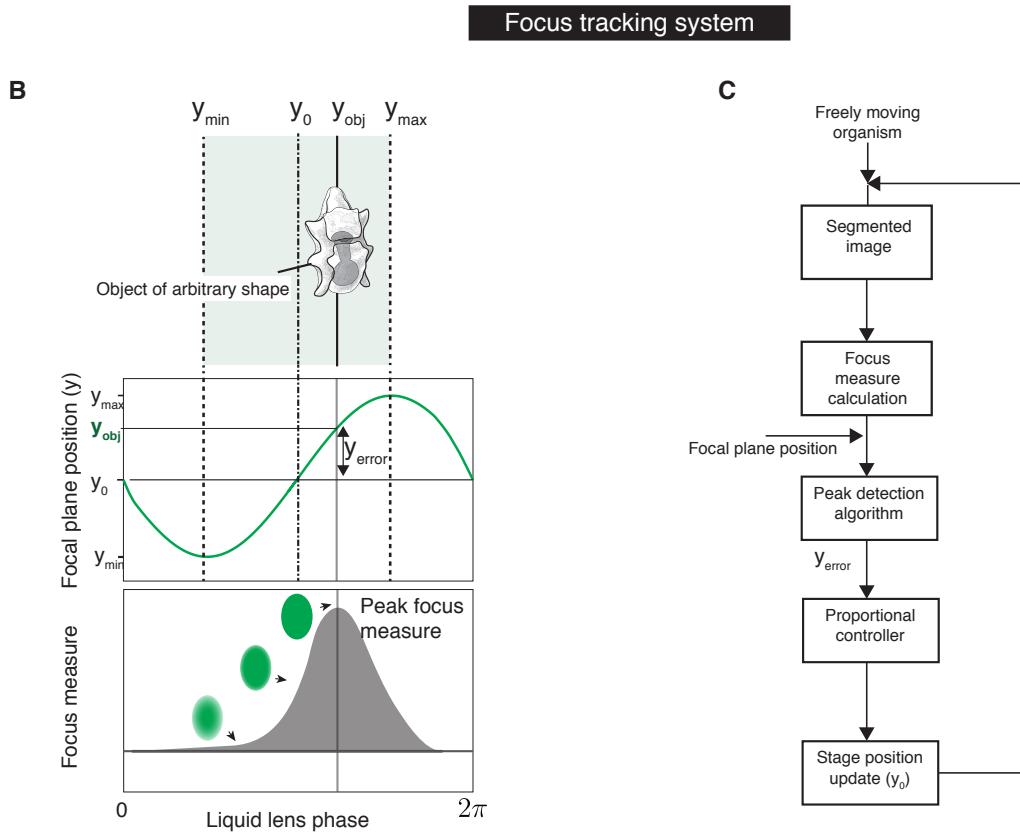 Focus tracking system
B
y_min y_0 y_obj y_max
Object of arbitrary shape
Focal plane position (y)
y_max
y_obj
y_0
y_min
y_error
Focus measure
Peak focus
measure
0
2π
Liquid lens phase
C
Freely moving
organism
Segmented
image
Focus
measure
calculation
Focal plane position
Peak detection
algorithm
y_error
Proportional
controller
Stage position
update (y_0)